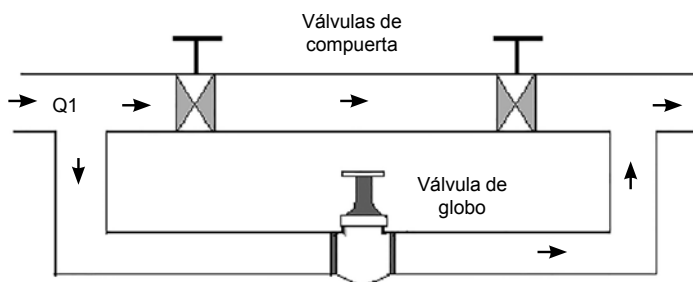 Válvulas de
compuerta
Q1
Válvula de
globo